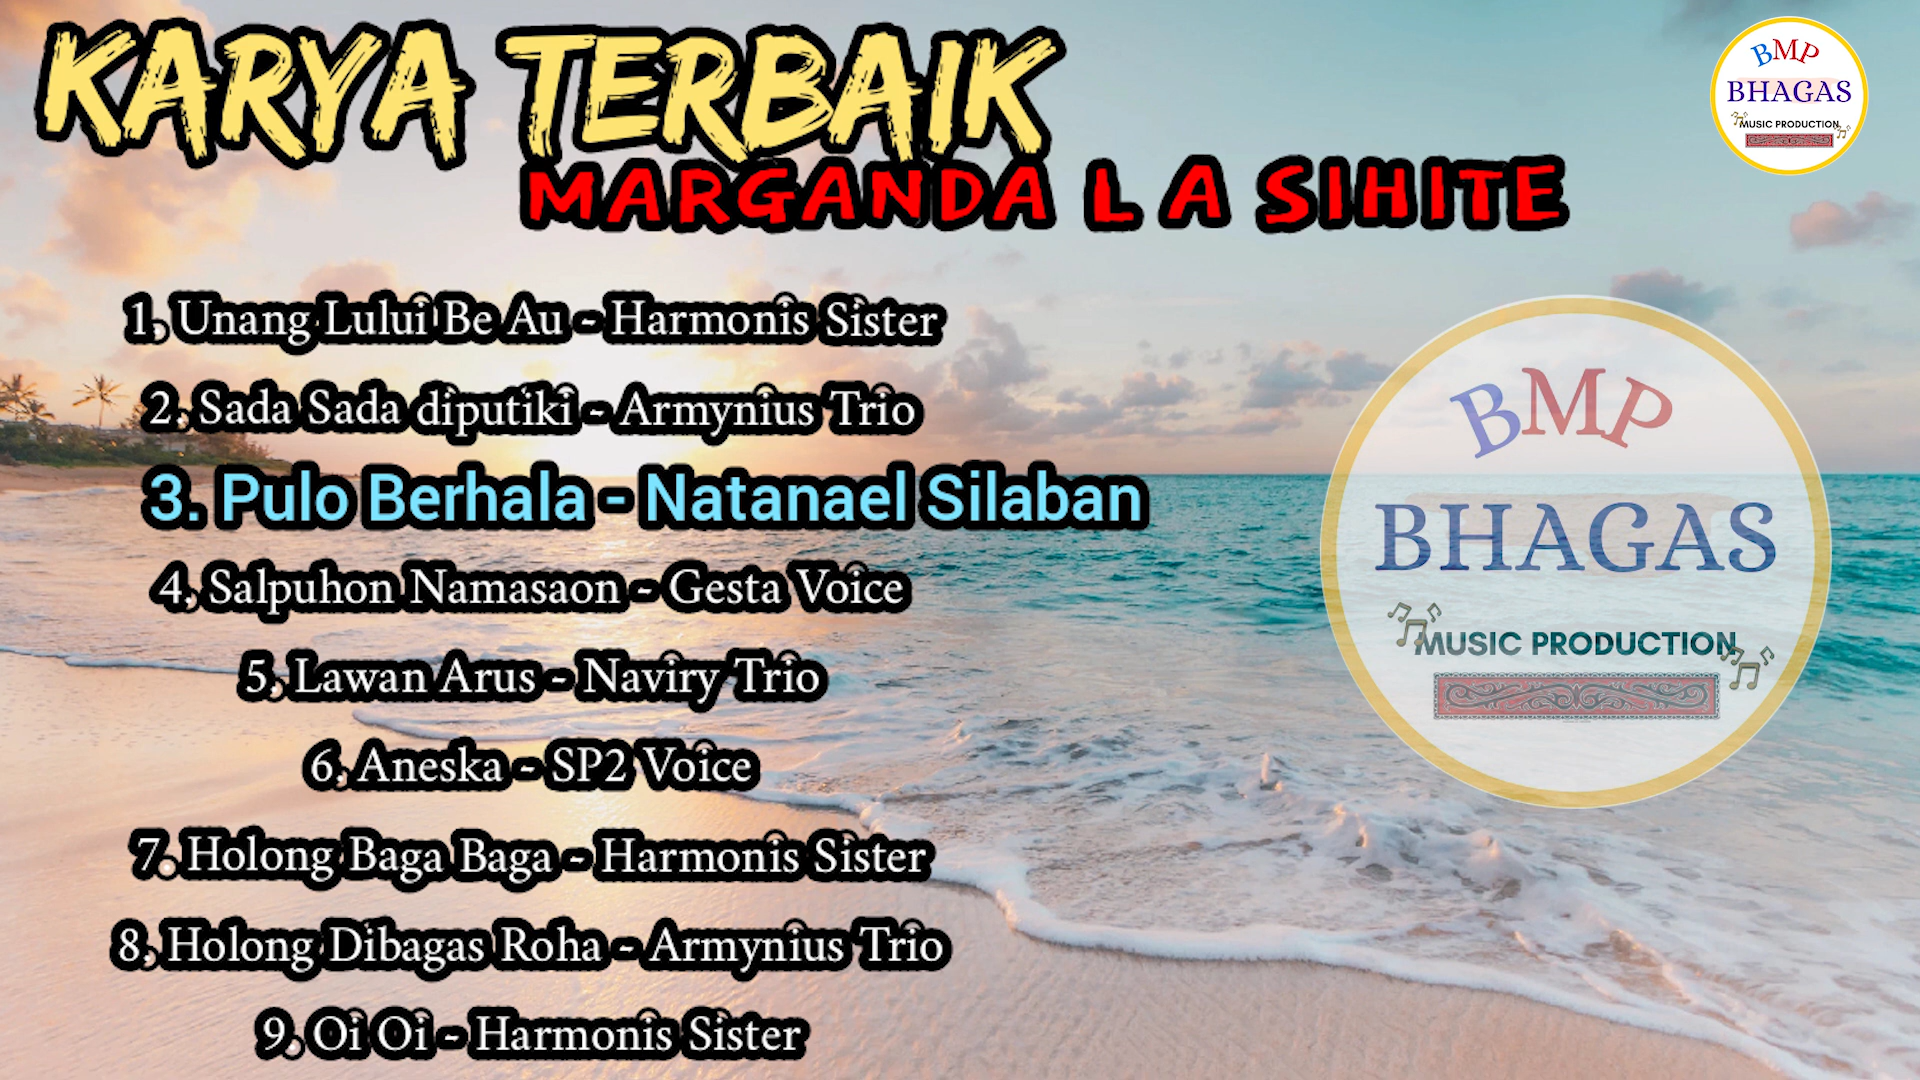 KARYA TERBAIK
MARGANDA L A SIHITE
BMP
BHAGAS
MUSIC PRODUCTION
1. Unang Lului Be Au - Harmonis Sister
2. Sada Sada diputiki - Armynius Trio
3. Pulo Berhala - Natanael Silaban
4. Salpuhon Namasaon - Gesta Voice
5. Lawan Arus - Naviry Trio
6. Aneska - SP2 Voice
7. Holong Baga Baga - Harmonis Sister
8. Holong Dibagas Roha - Armynius Trio
9. Oi Oi - Harmonis Sister
BMP
BHAGAS
MUSIC PRODUCTION